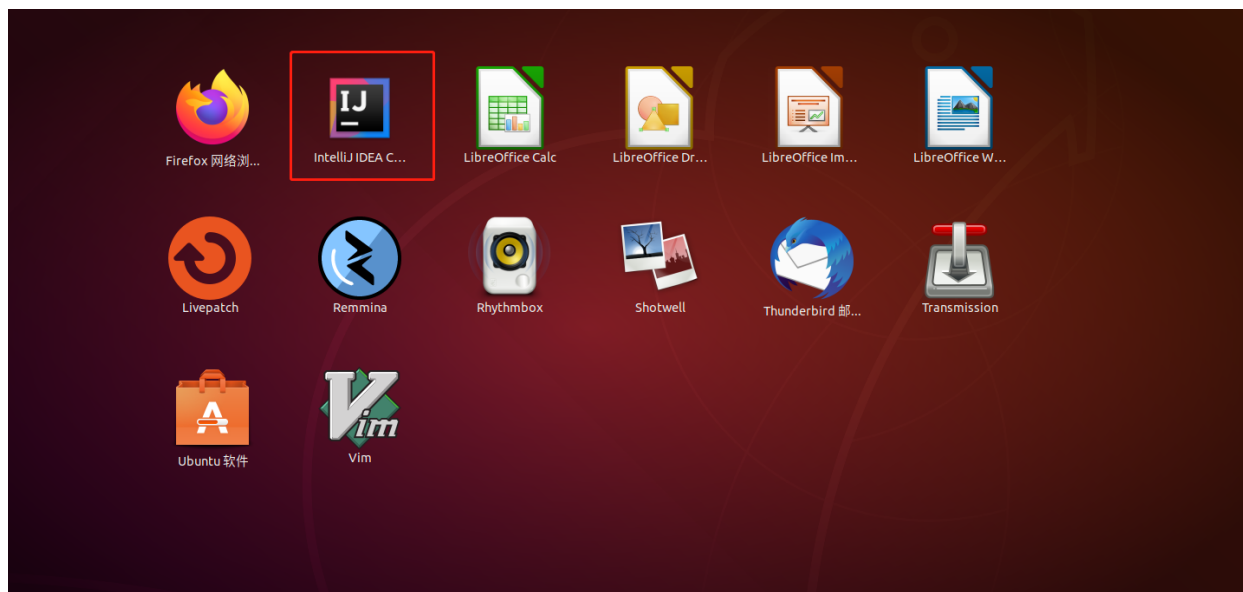 IJ
Firefox 网络浏...
IntelliJ IDEA C...
LibreOffice Calc
LibreOffice Dr...
LibreOffice Im...
LibreOffice W...
Livepatch
Remmina
Rhythmbox
Shotwell
Thunderbird 邮...
Transmission
A
Vim
Ubuntu 软件
Vim